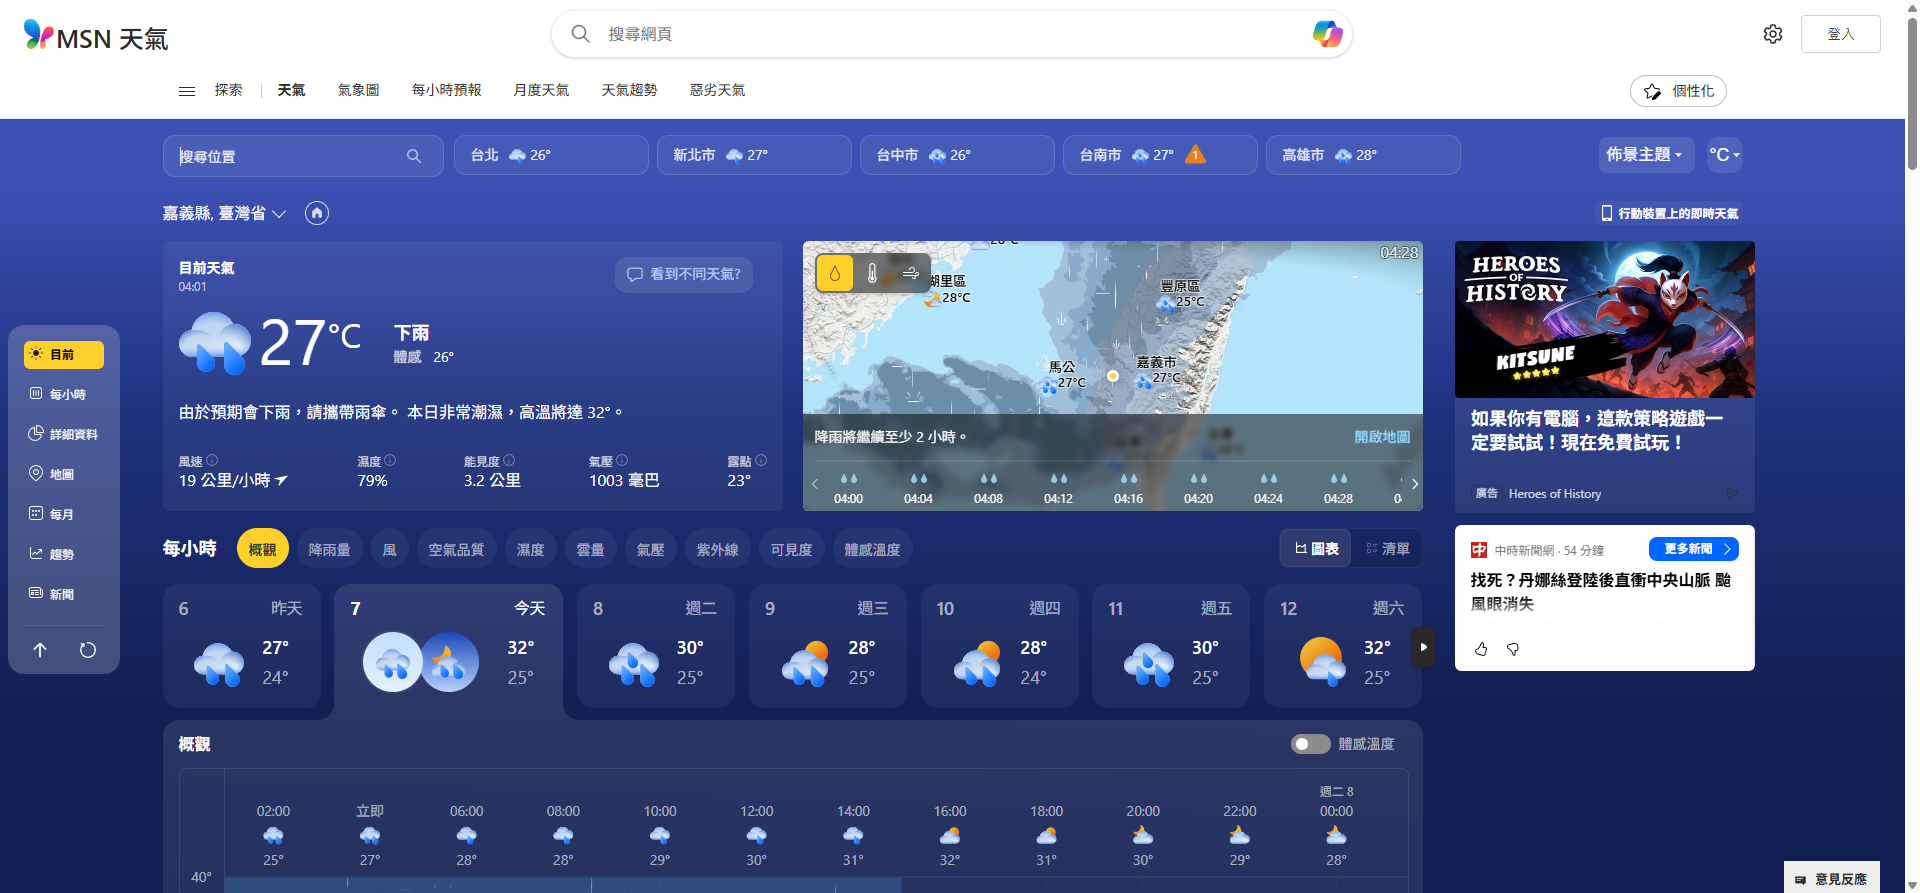 MSN 天氣
搜尋網頁
登入
探索
天氣
氣象圖
每小時預報
月度天氣
天氣趨勢
惡劣天氣
個性化
搜尋位置
台北 26°
新北市 27°
台中市 26°
台南市 27° 1
高雄市 28°
佈景主題
°C
嘉義縣, 臺灣省
行動裝置上的即時天氣
目前
每小時
詳細資料
地圖
每月
趨勢
新聞
目前天氣
04:01
看到不同天氣?
27°C
下雨
體感 26°
由於預期會下雨，請攜帶雨傘。 本日非常潮濕，高溫將達 32°。
風速
19 公里/小時
濕度
79%
能見度
3.2 公里
氣壓
1003 毫巴
露點
23°
04:28
湖里區
28°C
豐原區
25°C
馬公
27°C
嘉義市
27°C
降雨將繼續至少 2 小時。
開啟地圖
04:00 04:04 04:08 04:12 04:16 04:20 04:24 04:28
HEROES OF HISTORY
KITSUNE
如果你有電腦，這款策略遊戲一
定要試試！現在免費試玩！
廣告 Heroes of History
中時新聞網 · 54 分鐘
更多新聞
找死？丹娜絲登陸後直衝中央山脈 颱
風眼消失
每小時
概觀
降雨量
風
空氣品質
濕度
雲量
氣壓
紫外線
可見度
體感溫度
圖表
清單
6 昨天
27°
24°
7 今天
32°
25°
8 週二
30°
25°
9 週三
28°
25°
10 週四
28°
24°
11 週五
30°
25°
12 週六
32°
25°
概觀
體感溫度
週二 8
02:00 立即 06:00 08:00 10:00 12:00 14:00 16:00 18:00 20:00 22:00 00:00
25° 27° 28° 28° 29° 30° 31° 32° 31° 30° 29° 28°
40°
意見反應